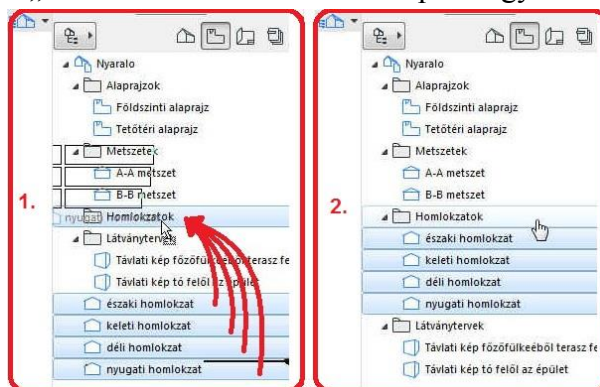 1.
Nyaralo
Alaprajzok
Földszinti alaprajz
Tetőtéri alaprajz
Metszetek
A-A metszet
B-B metszet
Homlokzatok
nyugati
Látványtervek
Távlati kép főzőfülkéből terasz fe
Távlati kép tó felől az épület
északi homlokzat
keleti homlokzat
déli homlokzat
nyugati homlokzat
2.
Nyaralo
Alaprajzok
Földszinti alaprajz
Tetőtéri alaprajz
Metszetek
A-A metszet
B-B metszet
Homlokzatok
északi homlokzat
keleti homlokzat
déli homlokzat
nyugati homlokzat
Látványtervek
Távlati kép főzőfülkéből terasz fe
Távlati kép tó felől az épület